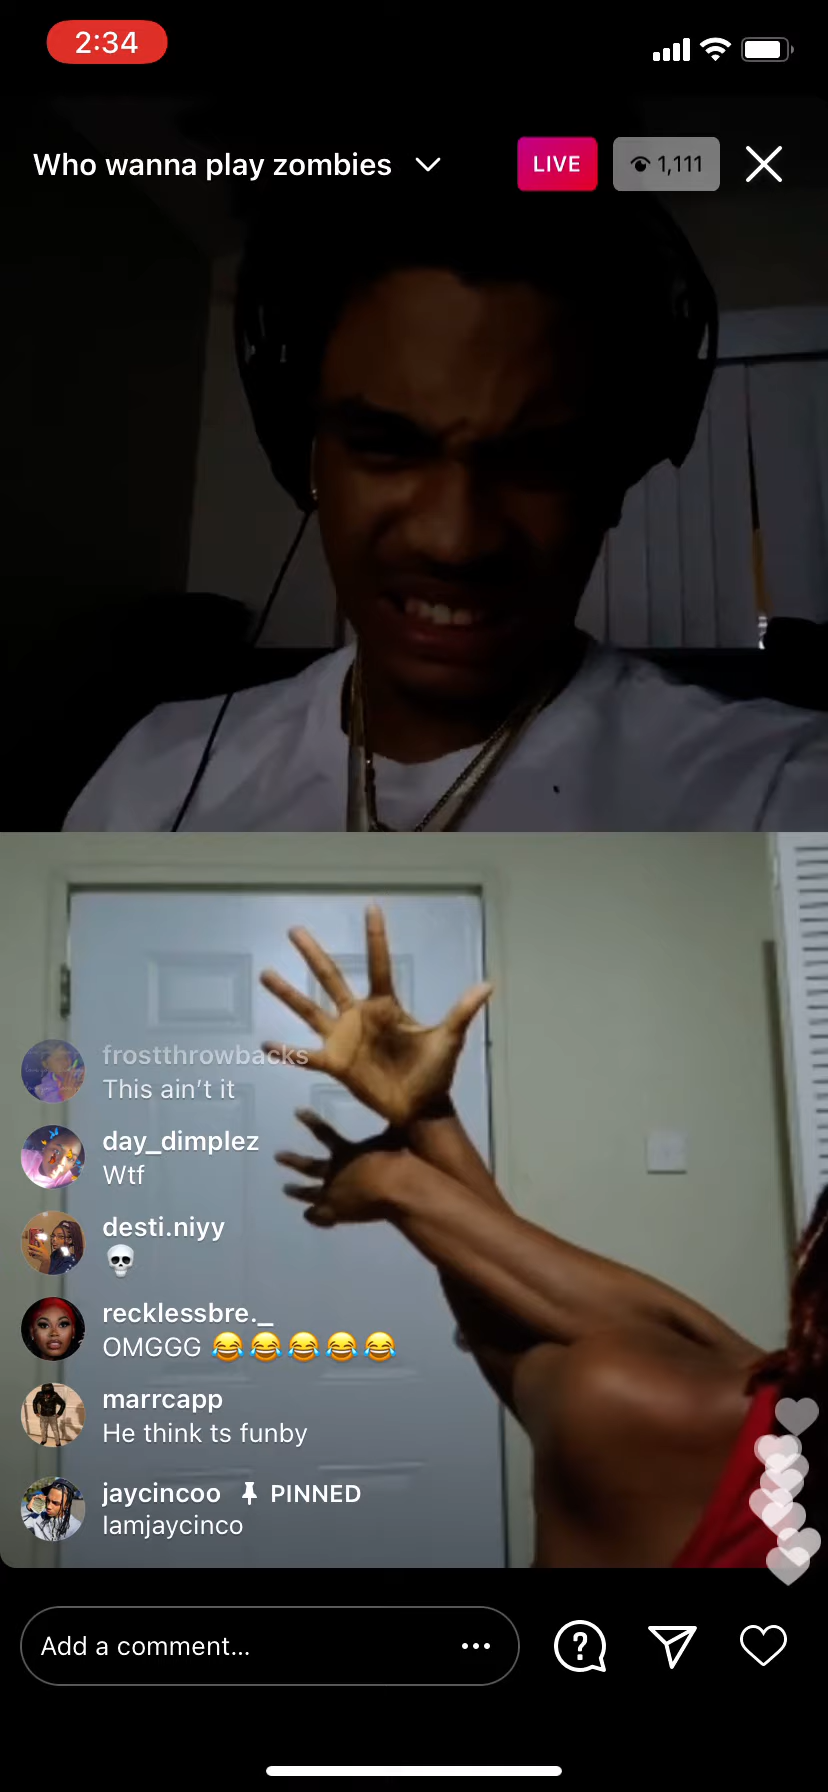 2:34
Who wanna play zombies
LIVE
1,111
frostthrowbacks
This ain't it
day_dimplez
Wtf
desti.niyy
💀
recklessbre._
OMGGG 😂😂😂😂😂
marrcapp
He think ts funby
jaycincoo 📌 PINNED
Iamjaycinco
Add a comment...